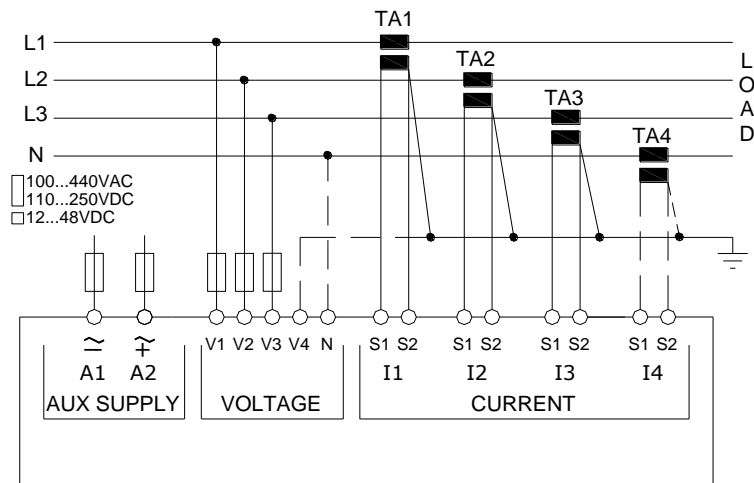 TA1
L1
TA2
L2
TA3
L3
TA4
N
LOAD
100...440VAC
110...250VDC
12...48VDC
V1 V2 V3 V4 N S1 S2 S1 S2 S1 S2 S1 S2
A1 A2 I1 I2 I3 I4
AUX SUPPLY VOLTAGE CURRENT